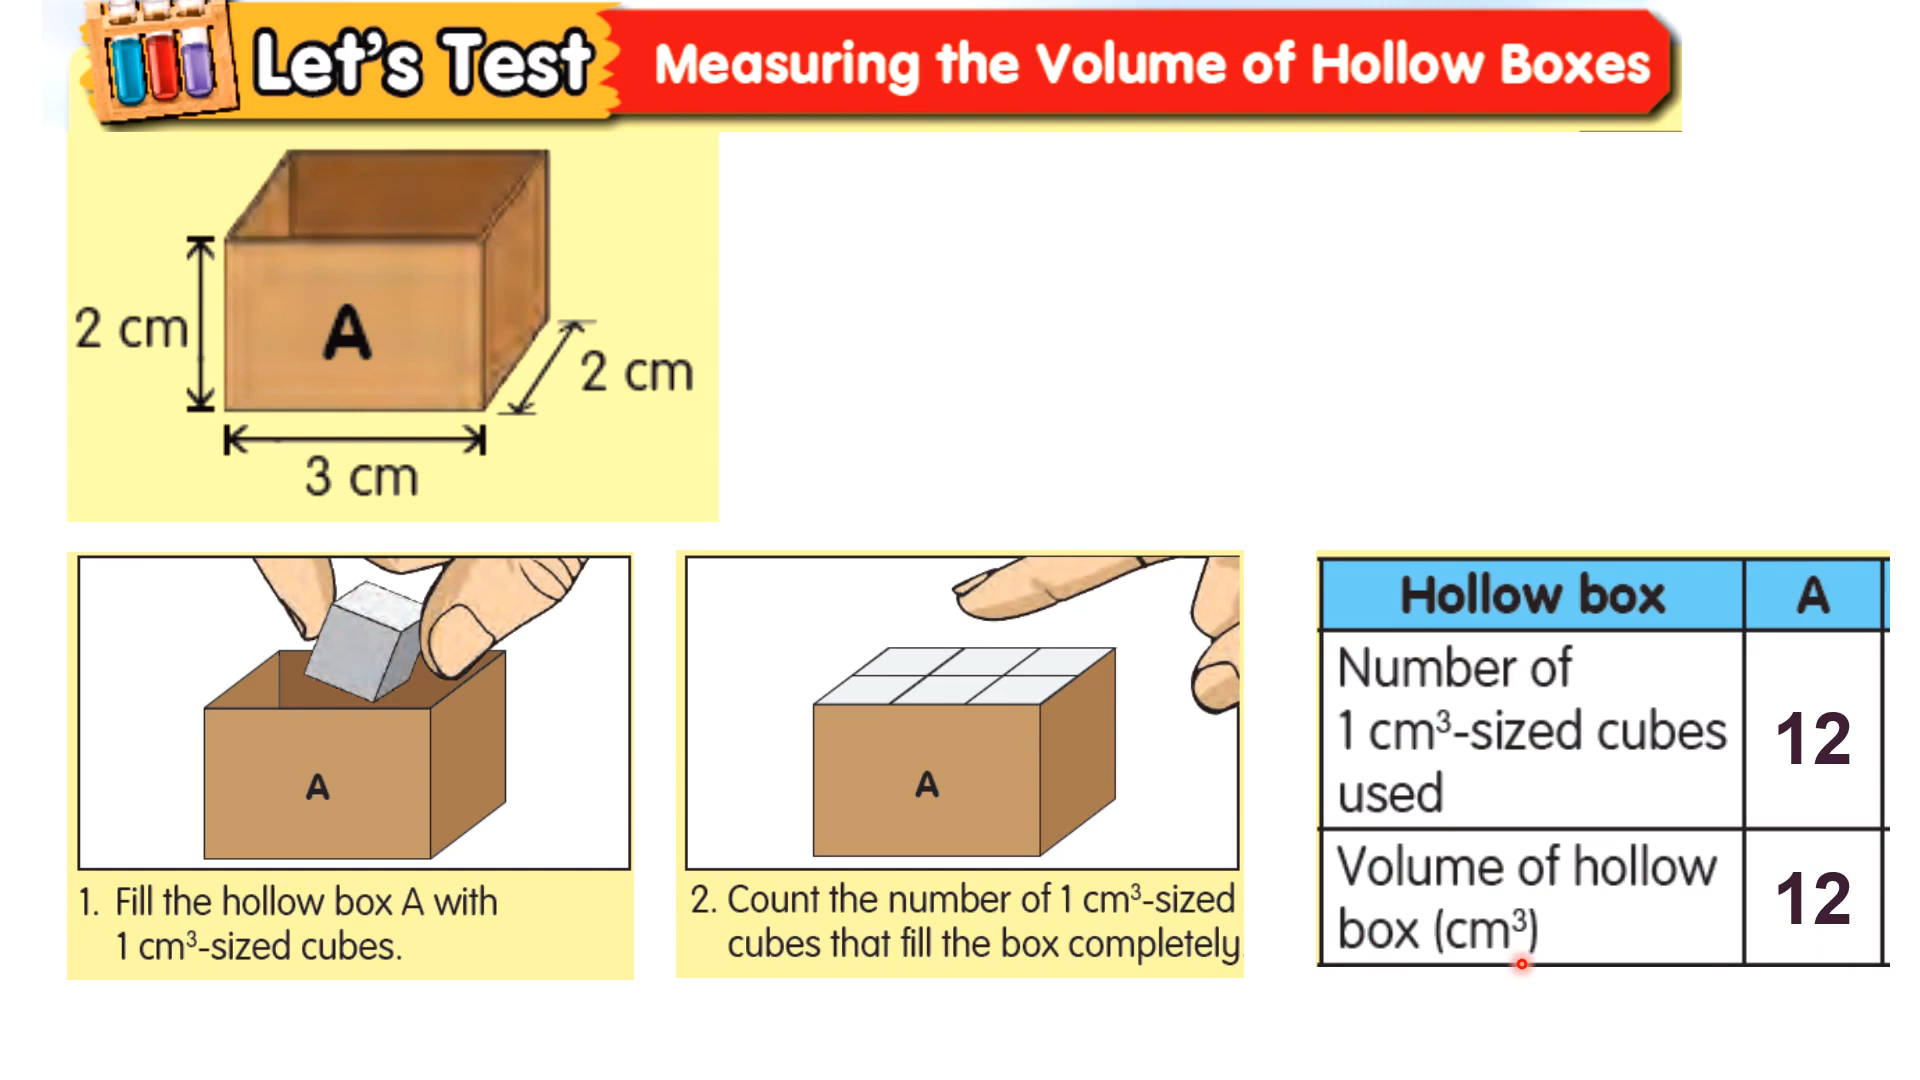 Let's Test
Measuring the Volume of Hollow Boxes
2 cm
A
2 cm
3 cm
A
1. Fill the hollow box A with
1 cm³-sized cubes.
A
2. Count the number of 1 cm³-sized
cubes that fill the box completely
Hollow box A
Number of
1 cm³-sized cubes
used
12
Volume of hollow
box (cm³)
12